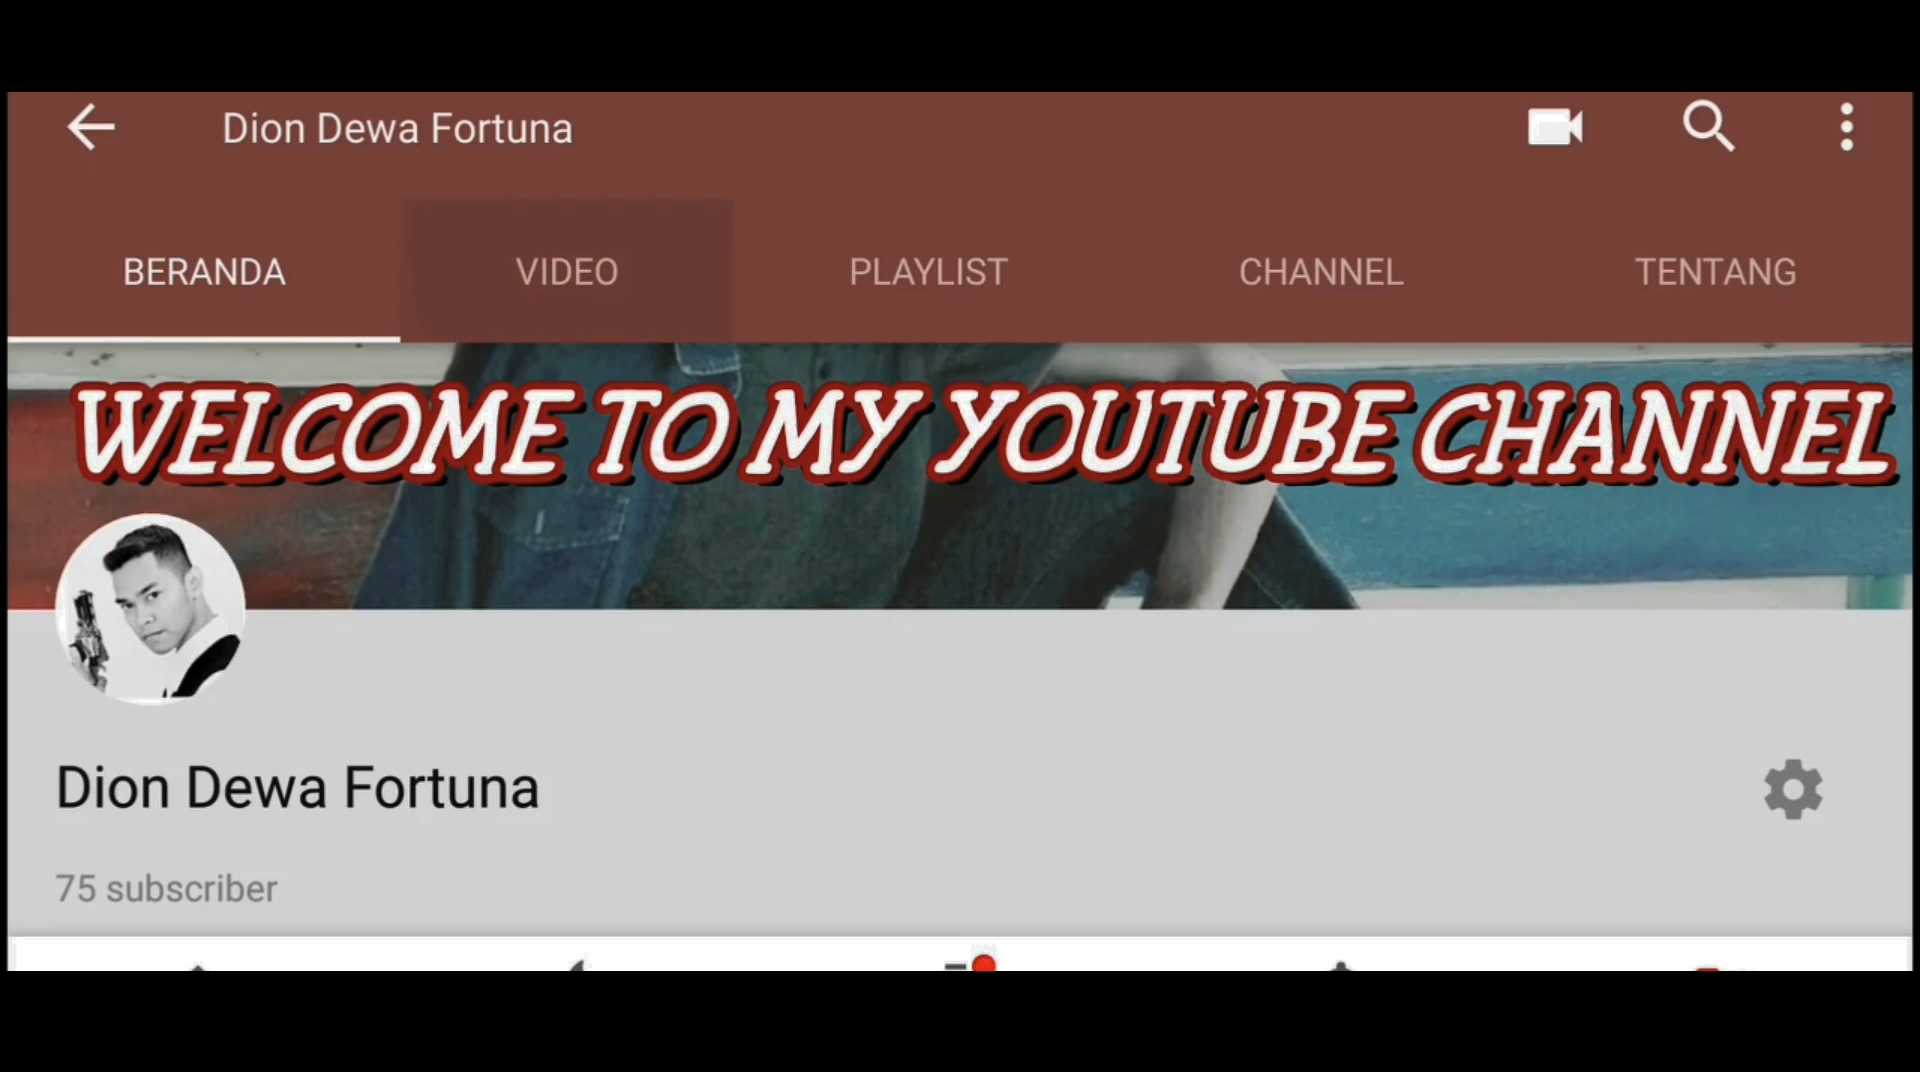 Dion Dewa Fortuna
BERANDA VIDEO PLAYLIST CHANNEL TENTANG
WELCOME TO MY YOUTUBE CHANNEL
Dion Dewa Fortuna
75 subscriber